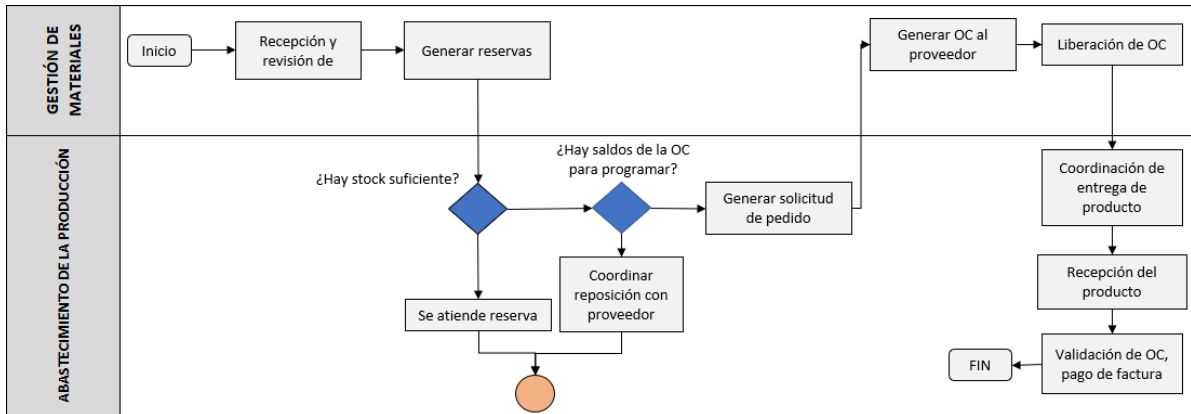 GESTIÓN DE
MATERIALES
Inicio
Recepción y
revisión de
Generar reservas
Generar OC al
proveedor
Liberación de OC
ABASTECIMIENTO DE LA PRODUCCIÓN
¿Hay stock suficiente?
¿Hay saldos de la OC
para programar?
Generar solicitud
de pedido
Coordinación de
entrega de
producto
Se atiende reserva
Coordinar
reposición con
proveedor
Recepción del
producto
FIN
Validación de OC,
pago de factura